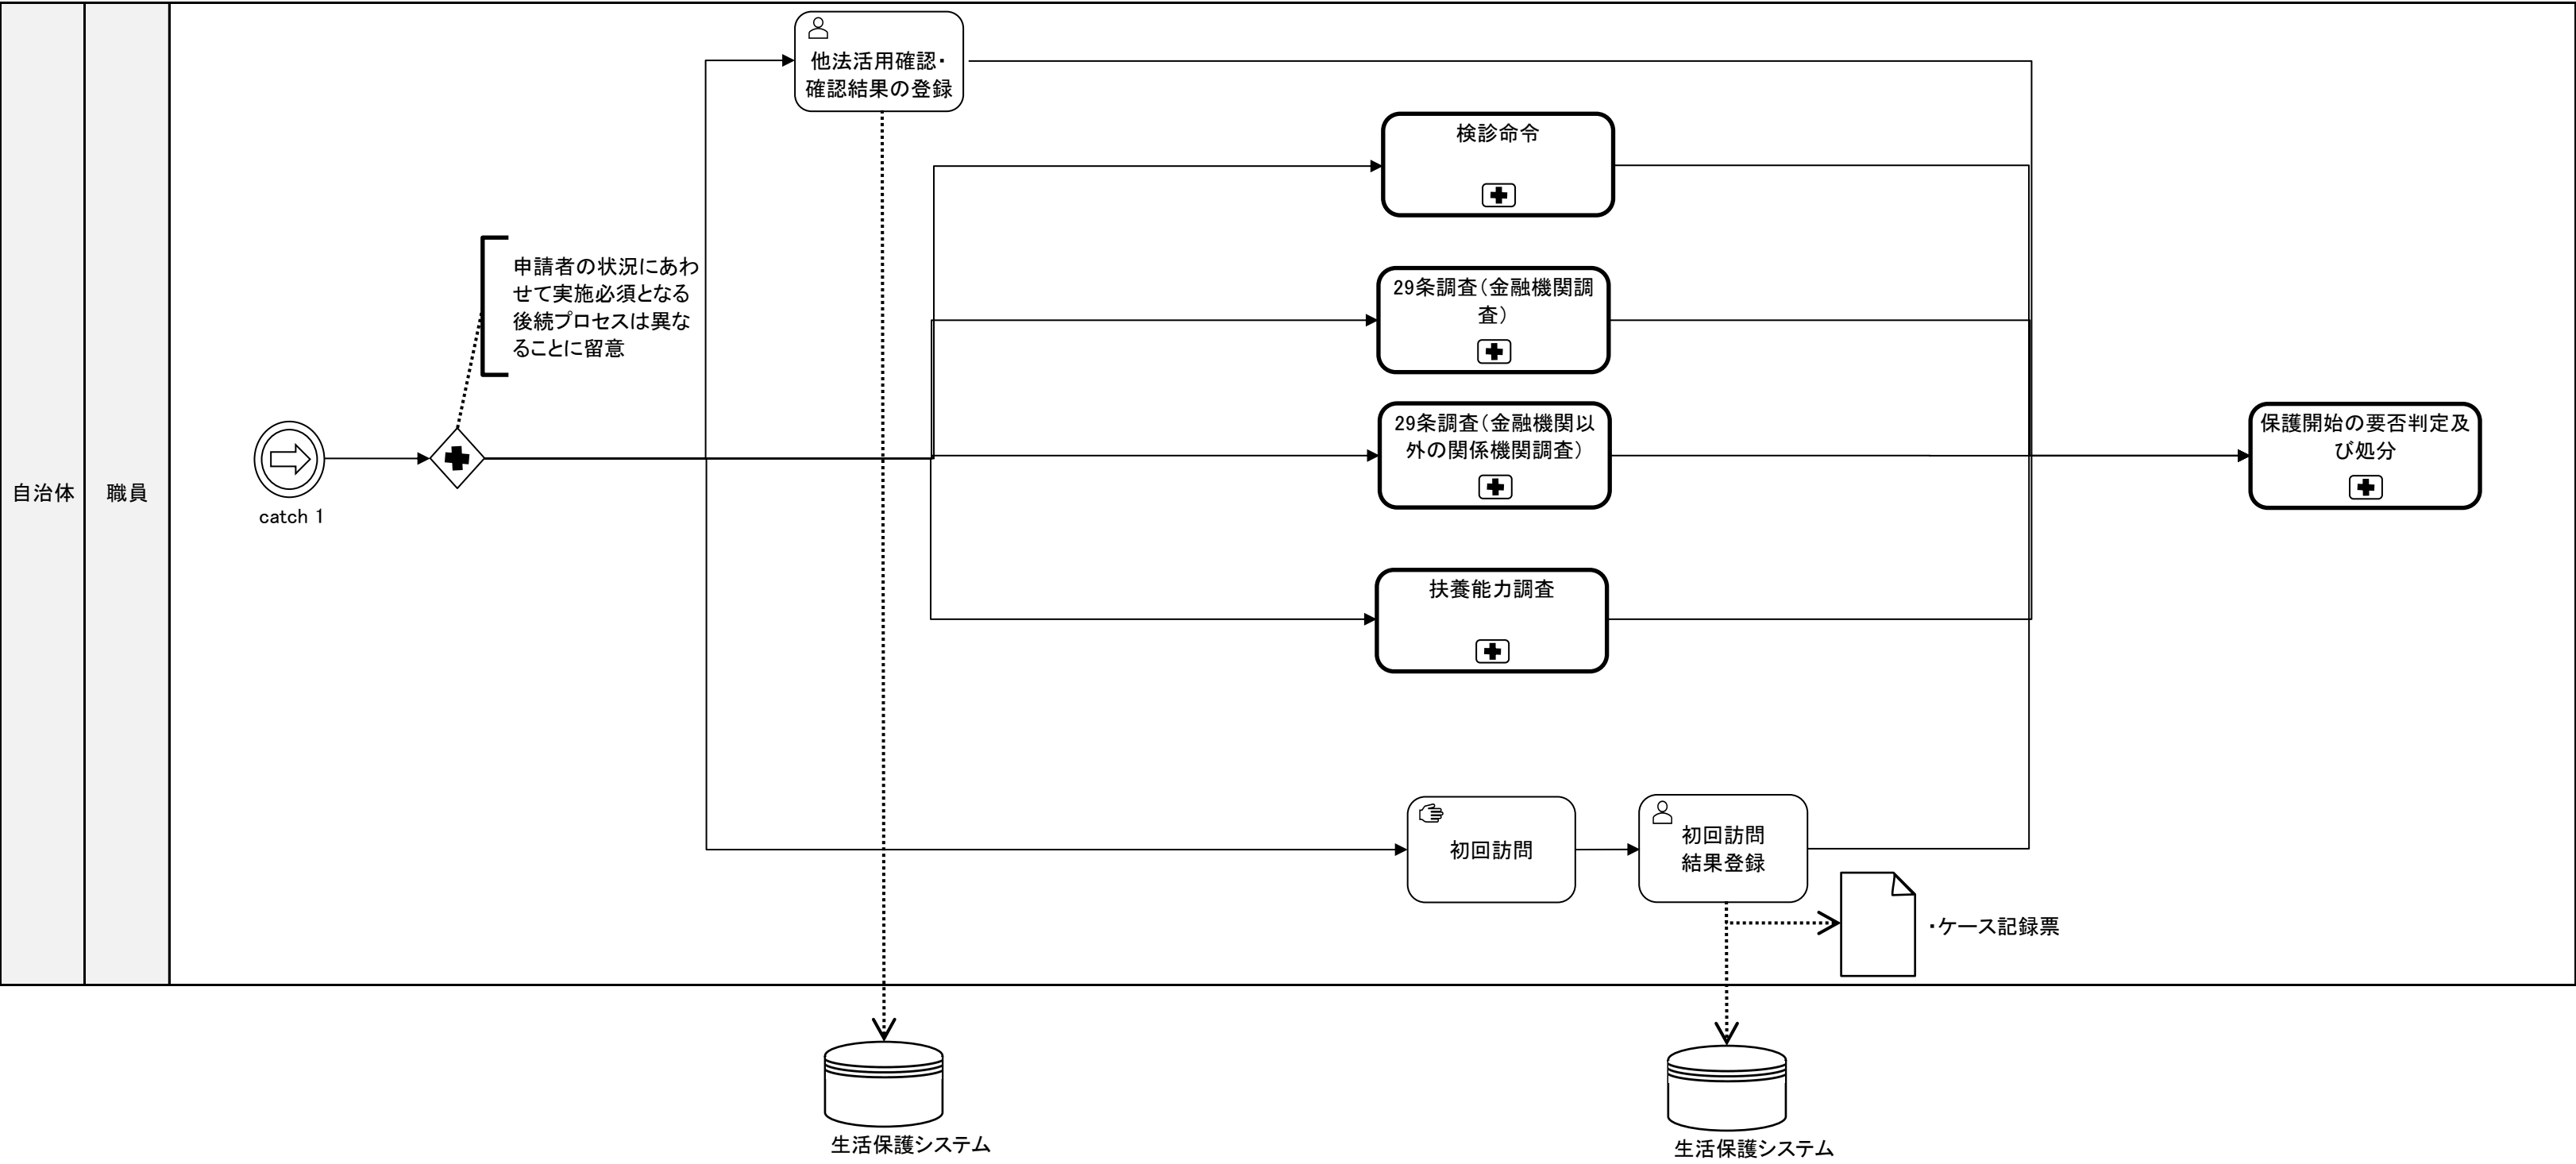 自治体
職員
catch 1
申請者の状況にあわ
せて実施必須となる
後続プロセスは異な
ることに留意
他法活用確認・
確認結果の登録
検診命令
29条調査（金融機関調
査）
29条調査（金融機関以
外の関係機関調査）
扶養能力調査
初回訪問
初回訪問
結果登録
・ケース記録票
保護開始の要否判定及
び処分
生活保護システム
生活保護システム